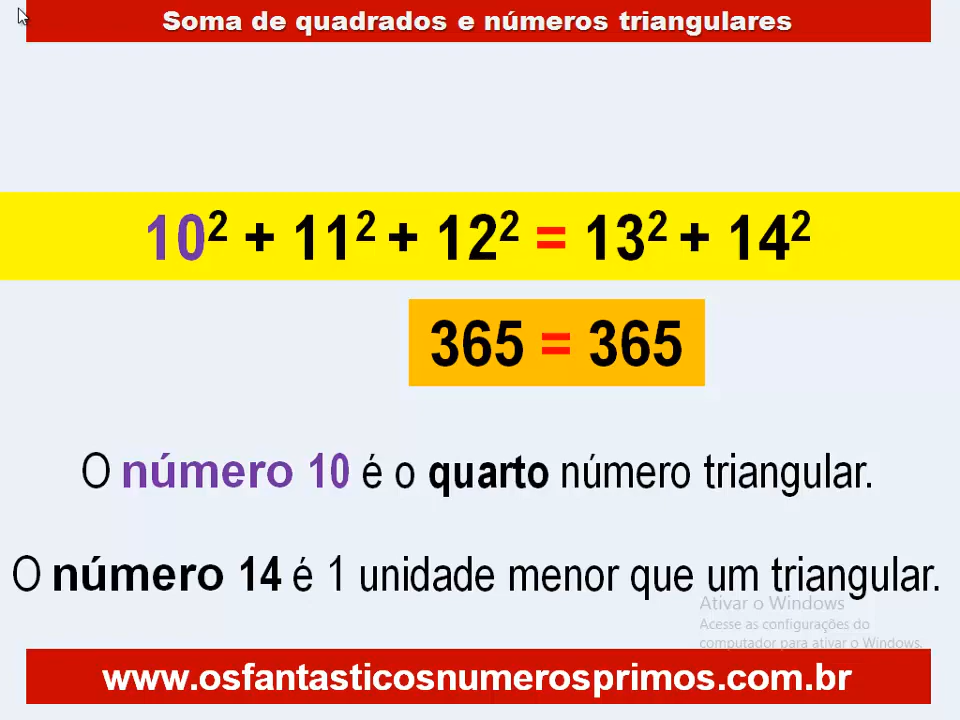 Soma de quadrados e números triangulares
10² + 11² + 12² = 13² + 14²
365 = 365
O número 10 é o quarto número triangular.
O número 14 é 1 unidade menor que um triangular.
Ativar o Windows
Acesse as configurações do
computador para ativar o Windows.
www.osfantasticosnumerosprimos.com.br